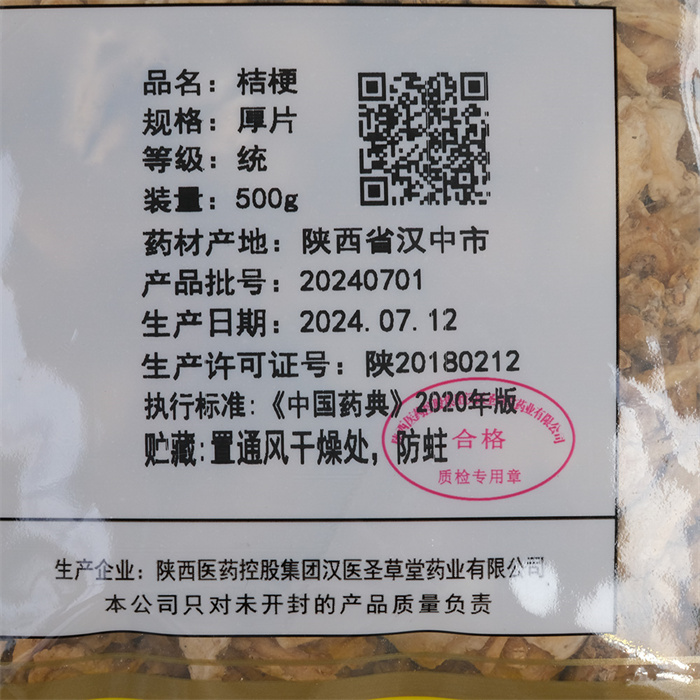 品名：桔梗
规格：厚片
等级：统
装量：500g
药材产地：陕西省汉中市
产品批号：20240701
生产日期：2024.07.12
生产许可证号：陕20180212
执行标准:《中国药典》2020年版
贮藏:置通风干燥处，防蛀
药业有限公司
合格
质检专用章
生产企业：陕西医药控股集团汉医圣草堂药业有限公司
本公司只对未开封的产品质量负责